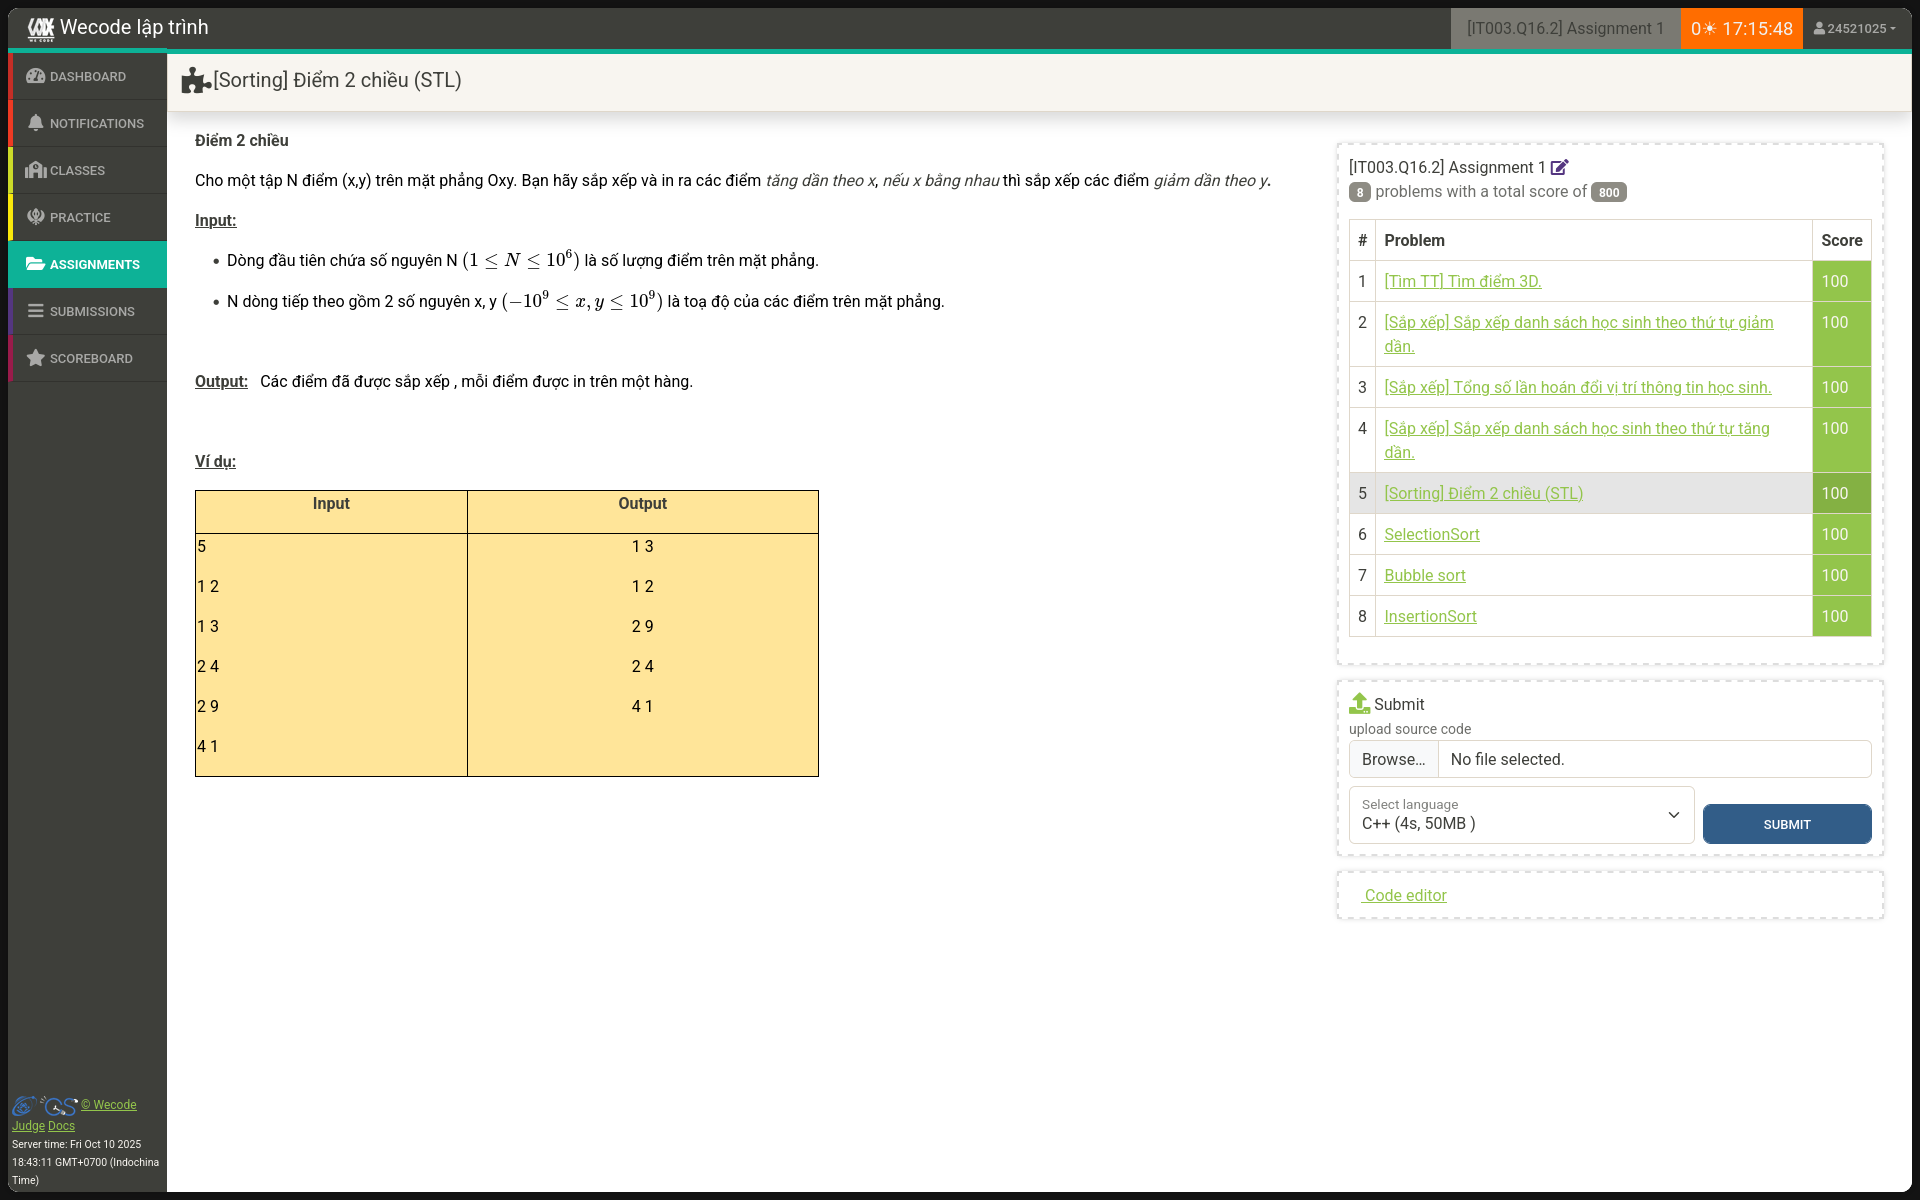 Wecode lập trình
[IT003.Q16.2] Assignment 1
0☀ 17:15:48
24521025
DASHBOARD
NOTIFICATIONS
CLASSES
PRACTICE
ASSIGNMENTS
SUBMISSIONS
SCOREBOARD
© Wecode
Judge Docs
Server time: Fri Oct 10 2025
18:43:11 GMT+0700 (Indochina
Time)
[Sorting] Điểm 2 chiều (STL)
Điểm 2 chiều
Cho một tập N điểm (x,y) trên mặt phẳng Oxy. Bạn hãy sắp xếp và in ra các điểm tăng dần theo x, nếu x bằng nhau thì sắp xếp các điểm giảm dần theo y.
Input:
• Dòng đầu tiên chứa số nguyên N (1 ≤ N ≤ 10⁶) là số lượng điểm trên mặt phẳng.
• N dòng tiếp theo gồm 2 số nguyên x, y (−10⁹ ≤ x, y ≤ 10⁹) là toạ độ của các điểm trên mặt phẳng.
Output: Các điểm đã được sắp xếp , mỗi điểm được in trên một hàng.
Ví dụ:
Input Output
5 1 3
1 2 1 2
1 3 2 9
2 4 2 4
2 9 4 1
4 1
[IT003.Q16.2] Assignment 1
8 problems with a total score of 800
# Problem Score
1 [Tìm TT] Tìm điểm 3D. 100
2 [Sắp xếp] Sắp xếp danh sách học sinh theo thứ tự giảm 100
dần.
3 [Sắp xếp] Tổng số lần hoán đổi vị trí thông tin học sinh. 100
4 [Sắp xếp] Sắp xếp danh sách học sinh theo thứ tự tăng 100
dần.
5 [Sorting] Điểm 2 chiều (STL) 100
6 SelectionSort 100
7 Bubble sort 100
8 InsertionSort 100
Submit
upload source code
Browse… No file selected.
Select language
C++ (4s, 50MB )
SUBMIT
Code editor